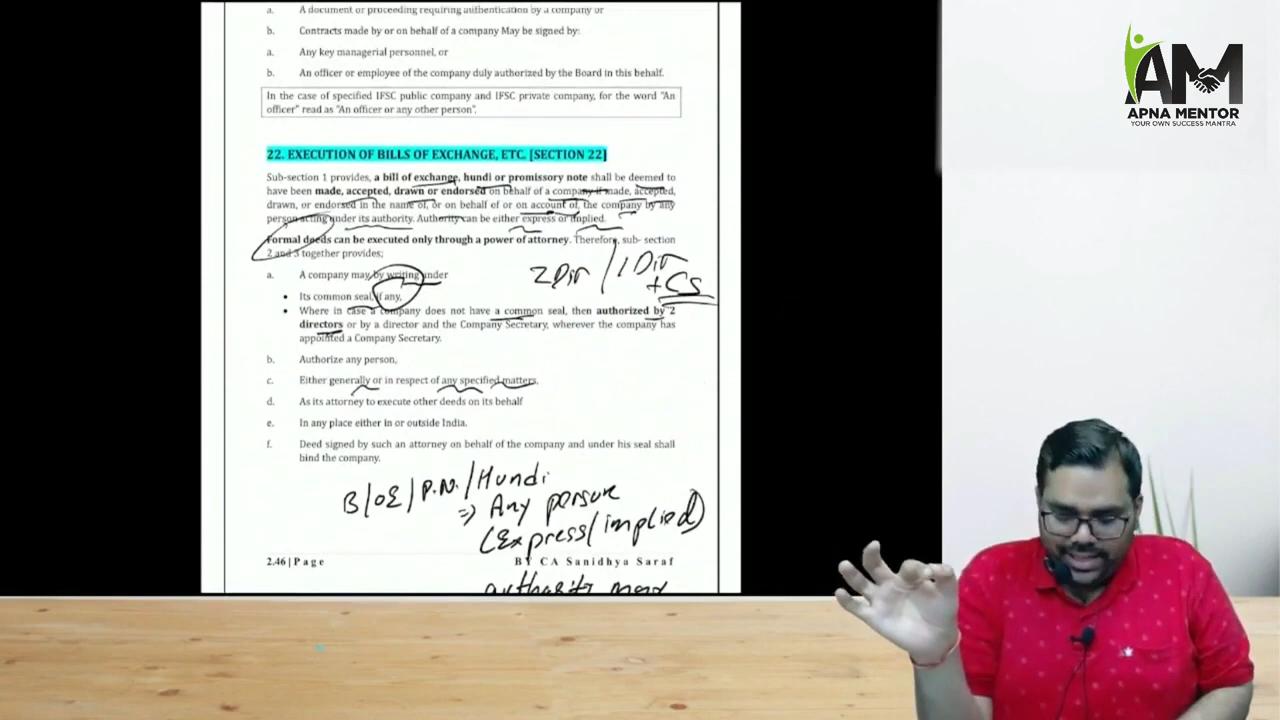 a. A document or proceeding requiring authentication by a company or
b. Contracts made by or on behalf of a company May be signed by:
a. Any key managerial personnel, or
b. An officer or employee of the company duly authorized by the Board in this behalf.
In the case of specified IFSC public company and IFSC private company, for the word "An
officer" read as "An officer or any other person".
22. EXECUTION OF BILLS OF EXCHANGE, ETC. [SECTION 22]
Sub-section 1 provides, a bill of exchange, hundi or promissory note shall be deemed to
have been made, accepted, drawn or endorsed on behalf of a company if made, accepted,
drawn, or endorsed in the name of, or on behalf of or on account of, the company by any
person acting under its authority. Authority can be either express or implied.
Formal deeds can be executed only through a power of attorney. Therefore, sub- section
2 and 3 together provides;
a. A company may, by writing under
2 Dir / 1 Dir
+ CS
• Its common seal, if any,
• Where in case a company does not have a common seal, then authorized by 2
directors or by a director and the Company Secretary, wherever the company has
appointed a Company Secretary.
b. Authorize any person,
c. Either generally or in respect of any specified matters,
d. As its attorney to execute other deeds on its behalf
e. In any place either in or outside India.
f. Deed signed by such an attorney on behalf of the company and under his seal shall
bind the company.
B/OE/P.N./Hundi
⇒ Any person
(Express/implied)
2.46 | Page BY CA Sanidhya Saraf
authority
AM
APNA MENTOR
YOUR OWN SUCCESS MANTRA